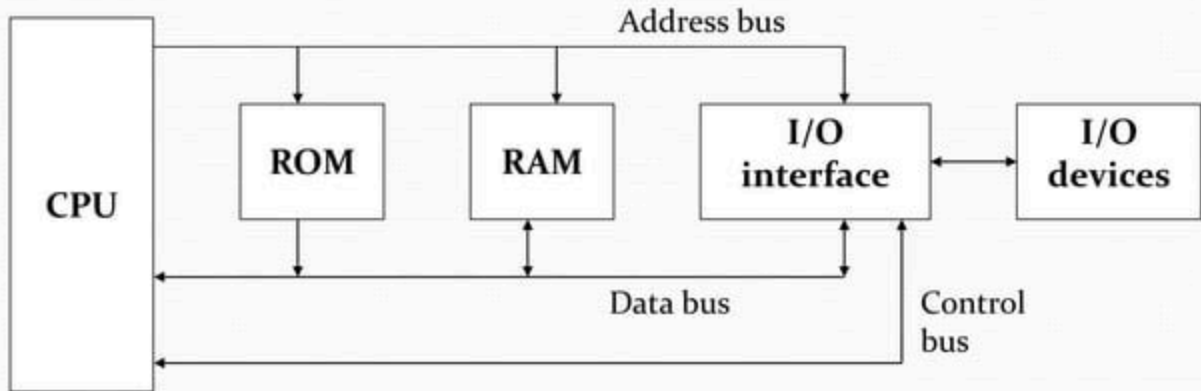 Address bus
CPU
ROM
RAM
I/O
interface
I/O
devices
Data bus
Control
bus